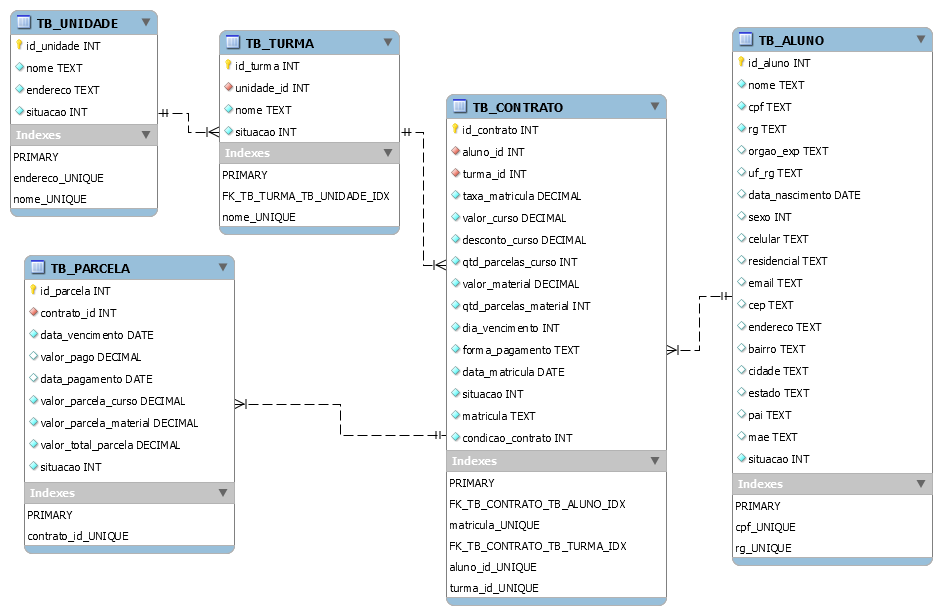 TB_UNIDADE
id_unidade INT
nome TEXT
endereco TEXT
situacao INT
Indexes
PRIMARY
endereco_UNIQUE
nome_UNIQUE
TB_TURMA
id_turma INT
unidade_id INT
nome TEXT
situacao INT
Indexes
PRIMARY
FK_TB_TURMA_TB_UNIDADE_IDX
nome_UNIQUE
TB_PARCELA
id_parcela INT
contrato_id INT
data_vencimento DATE
valor_pago DECIMAL
data_pagamento DATE
valor_parcela_curso DECIMAL
valor_parcela_material DECIMAL
valor_total_parcela DECIMAL
situacao INT
Indexes
PRIMARY
contrato_id_UNIQUE
TB_CONTRATO
id_contrato INT
aluno_id INT
turma_id INT
taxa_matricula DECIMAL
valor_curso DECIMAL
desconto_curso DECIMAL
qtd_parcelas_curso INT
valor_material DECIMAL
qtd_parcelas_material INT
dia_vencimento INT
forma_pagamento TEXT
data_matricula DATE
situacao INT
matricula TEXT
condicao_contrato INT
Indexes
PRIMARY
FK_TB_CONTRATO_TB_ALUNO_IDX
matricula_UNIQUE
FK_TB_CONTRATO_TB_TURMA_IDX
aluno_id_UNIQUE
turma_id_UNIQUE
TB_ALUNO
id_aluno INT
nome TEXT
cpf TEXT
rg TEXT
orgao_exp TEXT
uf_rg TEXT
data_nascimento DATE
sexo INT
celular TEXT
residencial TEXT
email TEXT
cep TEXT
endereco TEXT
bairro TEXT
cidade TEXT
estado TEXT
pai TEXT
mae TEXT
situacao INT
Indexes
PRIMARY
cpf_UNIQUE
rg_UNIQUE